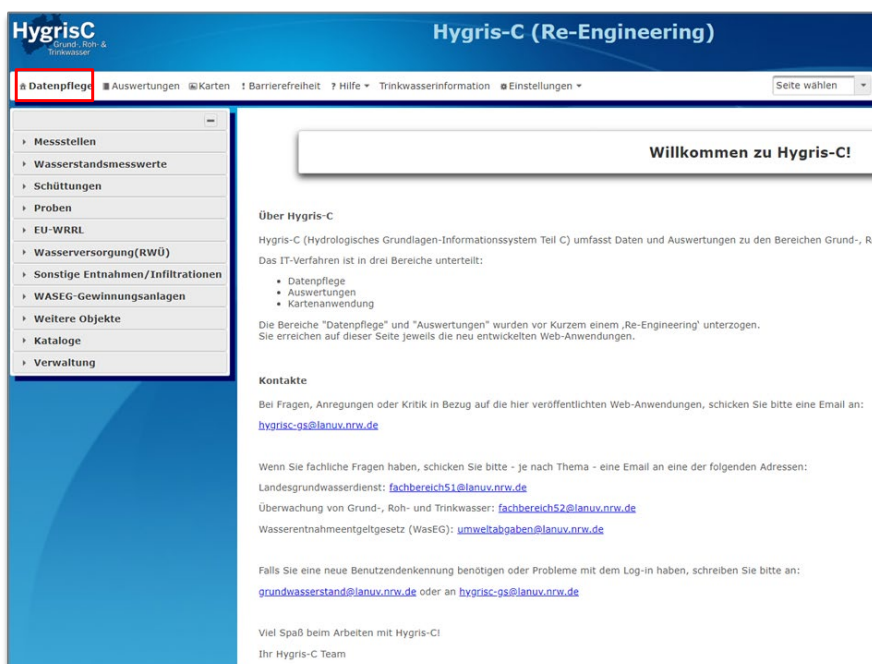 HygrisC
Grund-, Roh- &
Trinkwasser
Hygris-C (Re-Engineering)
Datenpflege Auswertungen Karten ! Barrierefreiheit ? Hilfe Trinkwasserinformation Einstellungen Seite wählen
Messstellen
Wasserstandsmesswerte
Schüttungen
Proben
EU-WRRL
Wasserversorgung(RWÜ)
Sonstige Entnahmen/Infiltrationen
WASEG-Gewinnungsanlagen
Weitere Objekte
Kataloge
Verwaltung
Willkommen zu Hygris-C!
Über Hygris-C
Hygris-C (Hydrologisches Grundlagen-Informationssystem Teil C) umfasst Daten und Auswertungen zu den Bereichen Grund-, R
Das IT-Verfahren ist in drei Bereiche unterteilt:
• Datenpflege
• Auswertungen
• Kartenanwendung
Die Bereiche "Datenpflege" und "Auswertungen" wurden vor Kurzem einem ‚Re-Engineering' unterzogen.
Sie erreichen auf dieser Seite jeweils die neu entwickelten Web-Anwendungen.
Kontakte
Bei Fragen, Anregungen oder Kritik in Bezug auf die hier veröffentlichten Web-Anwendungen, schicken Sie bitte eine Email an:
hygrisc-gs@lanuv.nrw.de
Wenn Sie fachliche Fragen haben, schicken Sie bitte - je nach Thema - eine Email an eine der folgenden Adressen:
Landesgrundwasserdienst: fachbereich51@lanuv.nrw.de
Überwachung von Grund-, Roh- und Trinkwasser: fachbereich52@lanuv.nrw.de
Wasserentnahmeentgeltgesetz (WasEG): umweltabgaben@lanuv.nrw.de
Falls Sie eine neue Benutzendenkennung benötigen oder Probleme mit dem Log-in haben, schreiben Sie bitte an:
grundwasserstand@lanuv.nrw.de oder an hygrisc-gs@lanuv.nrw.de
Viel Spaß beim Arbeiten mit Hygris-C!
Ihr Hygris-C Team